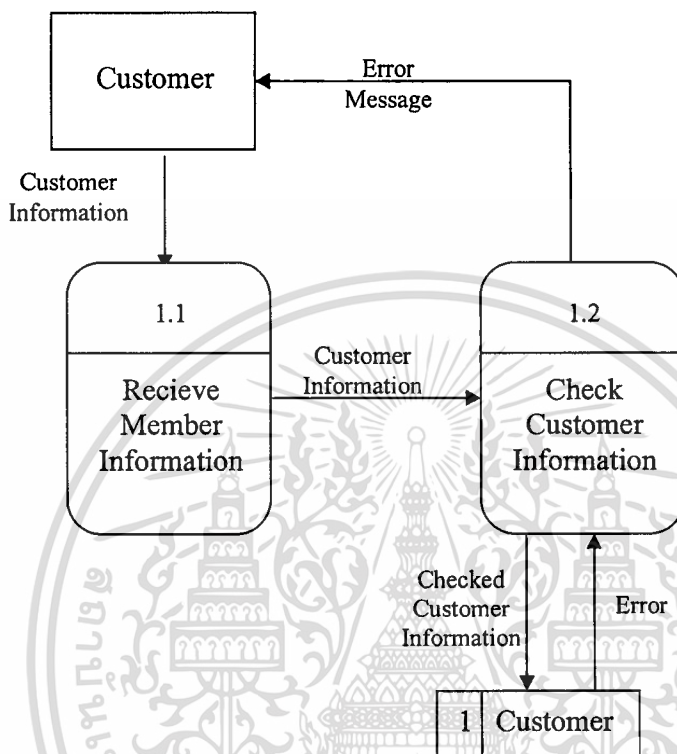 Customer
Error
Message
Customer
Information
1.1
Recieve
Member
Information
Customer
Information
1.2
Check
Customer
Information
Checked
Customer
Information
Error
1 Customer